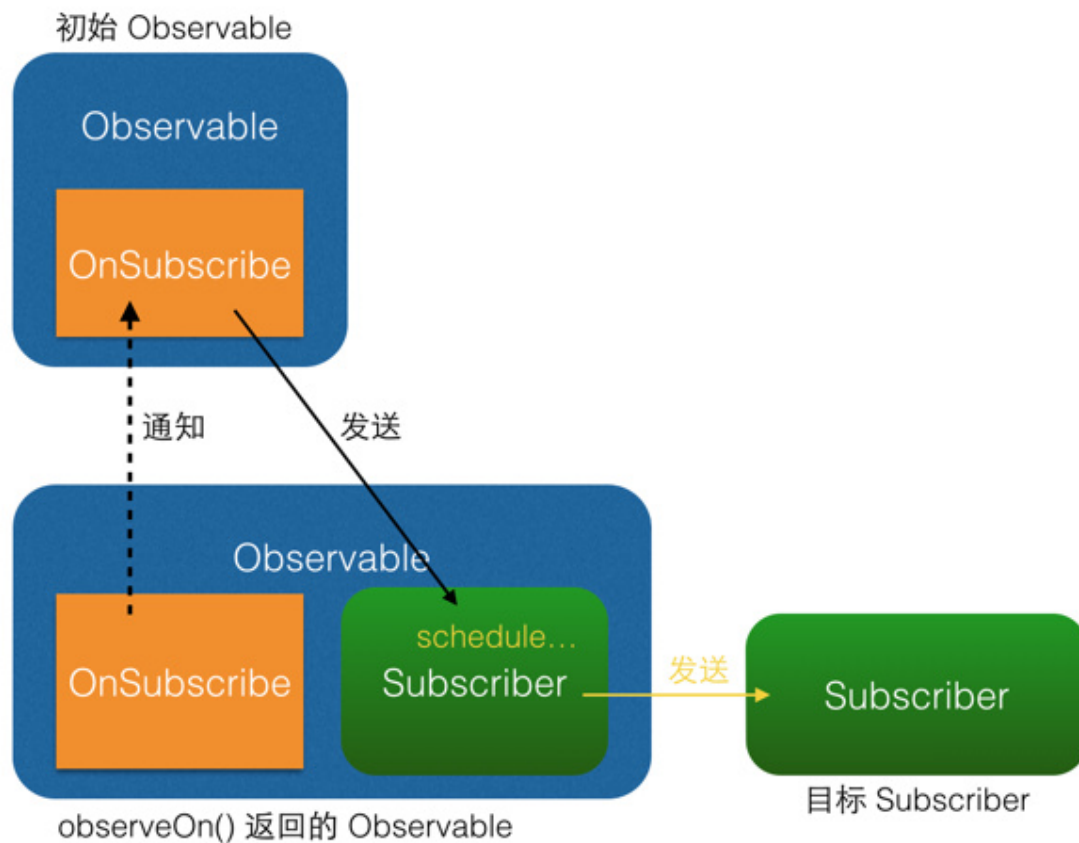 初始 Observable
Observable
OnSubscribe
通知
发送
Observable
schedule...
OnSubscribe
Subscriber
发送
Subscriber
目标 Subscriber
observeOn() 返回的 Observable